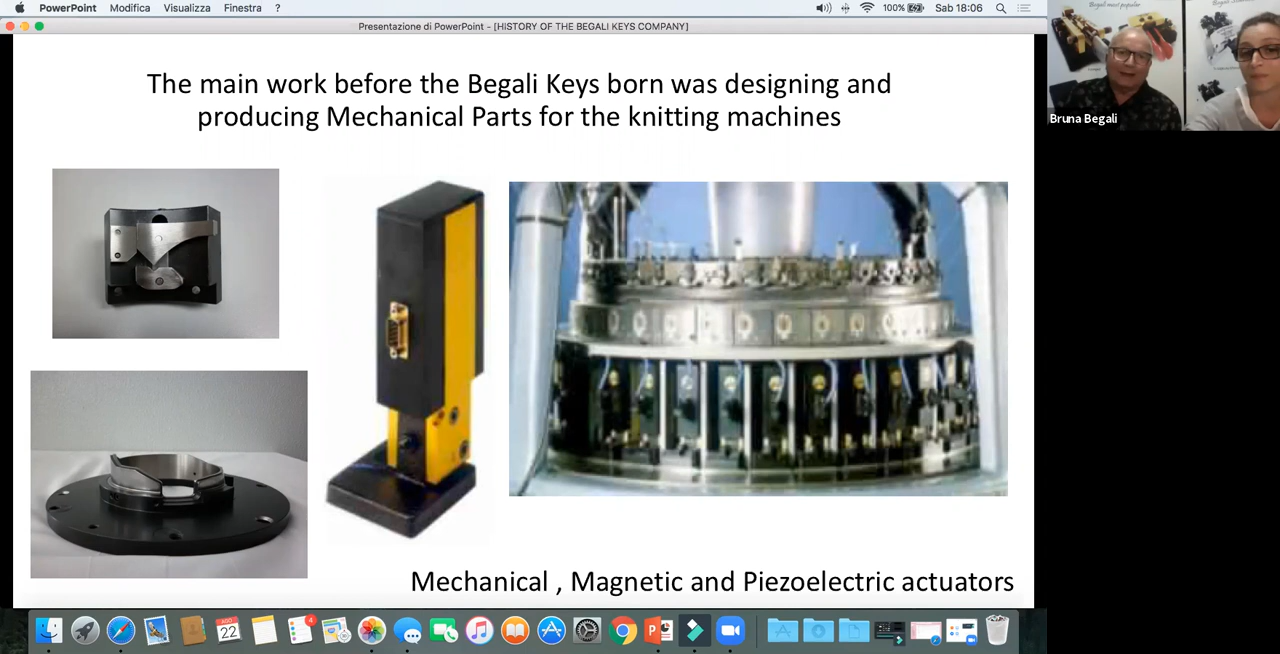 PowerPoint Modifica Visualizza Finestra ? 100% Sab 18:06
Presentazione di PowerPoint - [HISTORY OF THE BEGALI KEYS COMPANY]
The main work before the Begali Keys born was designing and
producing Mechanical Parts for the knitting machines
Mechanical , Magnetic and Piezoelectric actuators
Bruna Begali
AGO
22
4